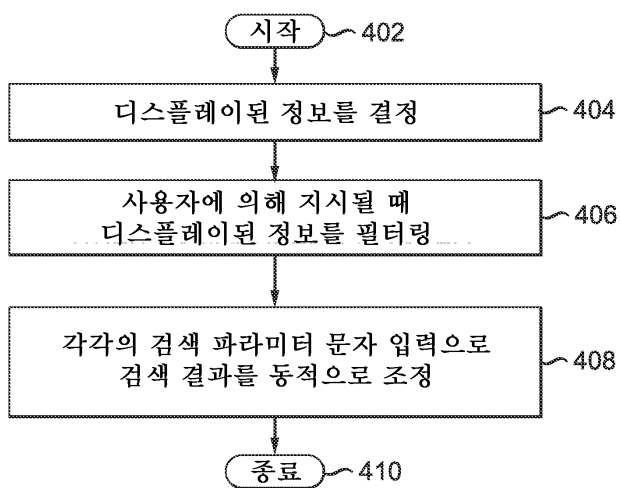 시작 402
디스플레이된 정보를 결정 404
사용자에 의해 지시될 때
디스플레이된 정보를 필터링 406
각각의 검색 파라미터 문자 입력으로
검색 결과를 동적으로 조정 408
종료 410